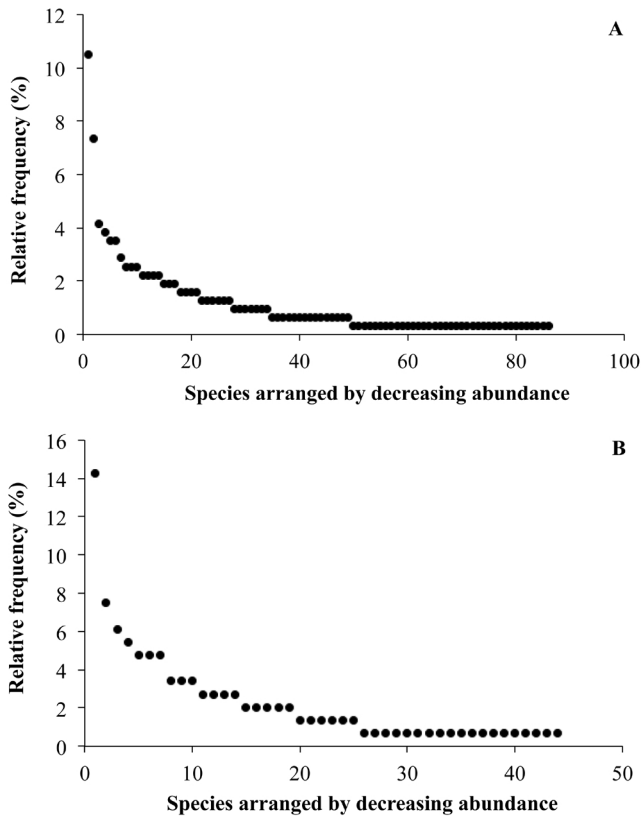 A
12
10
8
6
4
2
0
Relative frequency (%)
0 20 40 60 80 100
Species arranged by decreasing abundance
B
16
14
12
10
8
6
4
2
0
Relative frequency (%)
0 10 20 30 40 50
Species arranged by decreasing abundance